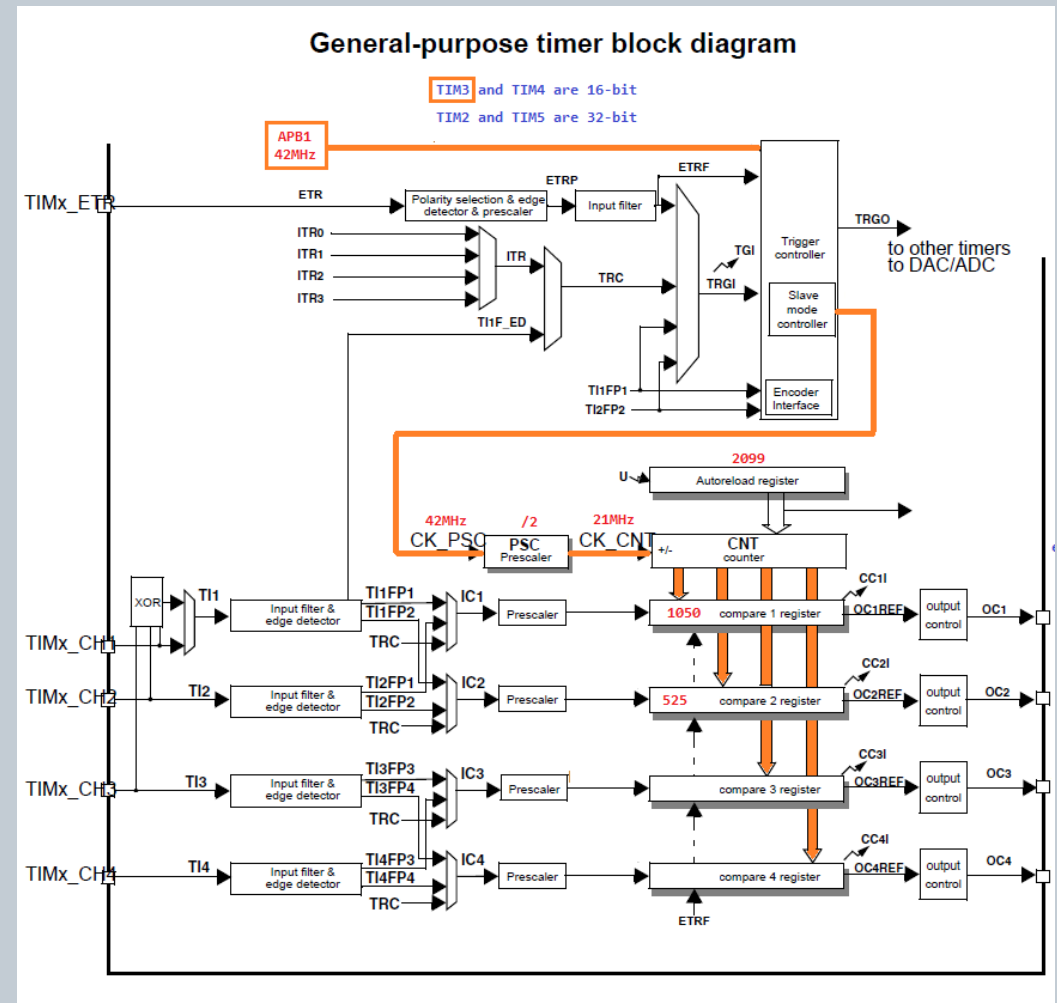 General-purpose timer block diagram
TIM3 and TIM4 are 16-bit
TIM2 and TIM5 are 32-bit
APB1
42MHz
TIMx_ETR
ETR
Polarity selection & edge
detector & prescaler
ETRP
Input filter
ETRF
ITR0
ITR1
ITR2
ITR3
ITR
TI1F_ED
TRC
TGI
TRGI
Trigger
controller
TRGO
to other timers
to DAC/ADC
Slave
mode
controller
TI1FP1
TI2FP2
Encoder
Interface
2099
U
Autoreload register
42MHz
/2
21MHz
CK_PSC
PSC
Prescaler
CK_CNT
+/-
CNT
counter
XOR
TI1
TIMx_CH1
Input filter &
edge detector
TI1FP1
TI1FP2
TRC
IC1
Prescaler
1050
compare 1 register
CC1I
OC1REF
output
control
OC1
TIMx_CH2
TI2
Input filter &
edge detector
TI2FP1
TI2FP2
TRC
IC2
Prescaler
525
compare 2 register
CC2I
OC2REF
output
control
OC2
TIMx_CH3
TI3
Input filter &
edge detector
TI3FP3
TI3FP4
TRC
IC3
Prescaler
compare 3 register
CC3I
OC3REF
output
control
OC3
TIMx_CH4
TI4
Input filter &
edge detector
TI4FP3
TI4FP4
TRC
IC4
Prescaler
compare 4 register
CC4I
OC4REF
output
control
OC4
ETRF